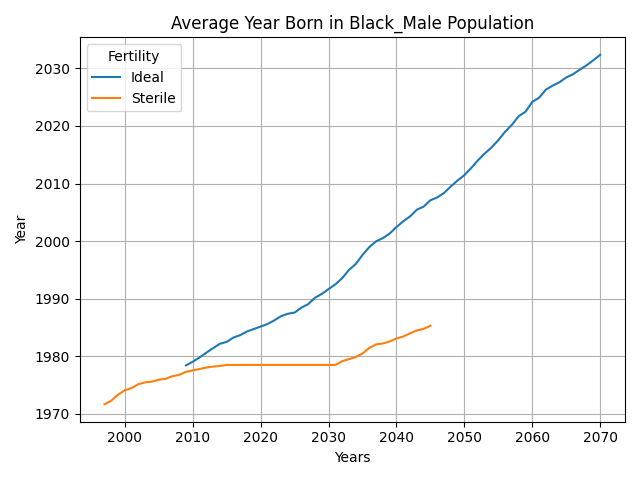 Average Year Born in Black_Male Population
Fertility
Ideal
Sterile
2030
2020
2010
2000
1990
1980
1970
Year
2000 2010 2020 2030 2040 2050 2060 2070
Years